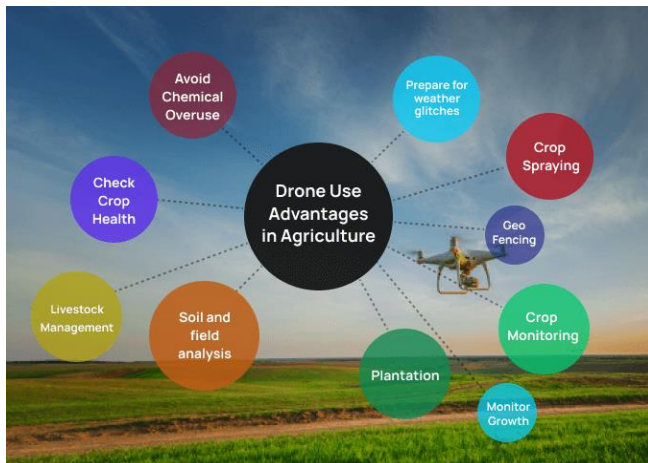 Avoid
Chemical
Overuse
Prepare for
weather
glitches
Crop
Spraying
Check
Crop
Health
Drone Use
Advantages
in Agriculture
Geo
Fencing
Livestock
Management
Soil and
field
analysis
Crop
Monitoring
Plantation
Monitor
Growth